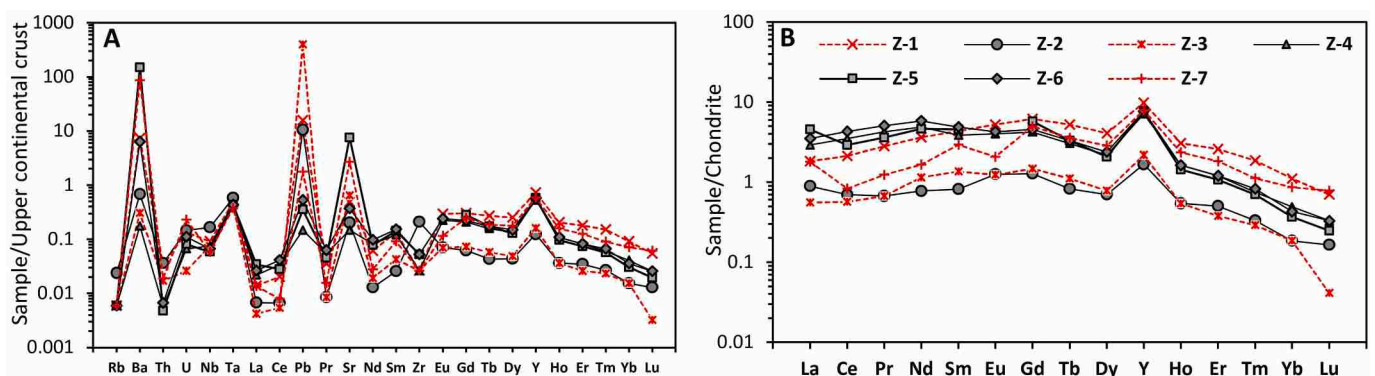 A
Sample/Upper continental crust
1000
100
10
1
0.1
0.01
0.001
Rb Ba Th U Nb Ta La Ce Pb Pr Sr Nd Sm Zr Eu Gd Tb Dy Y Ho Er Tm Yb Lu
B
Z-1 Z-2 Z-3 Z-4
Z-5 Z-6 Z-7
Sample/Chondrite
100
10
1
0.1
0.01
La Ce Pr Nd Sm Eu Gd Tb Dy Y Ho Er Tm Yb Lu